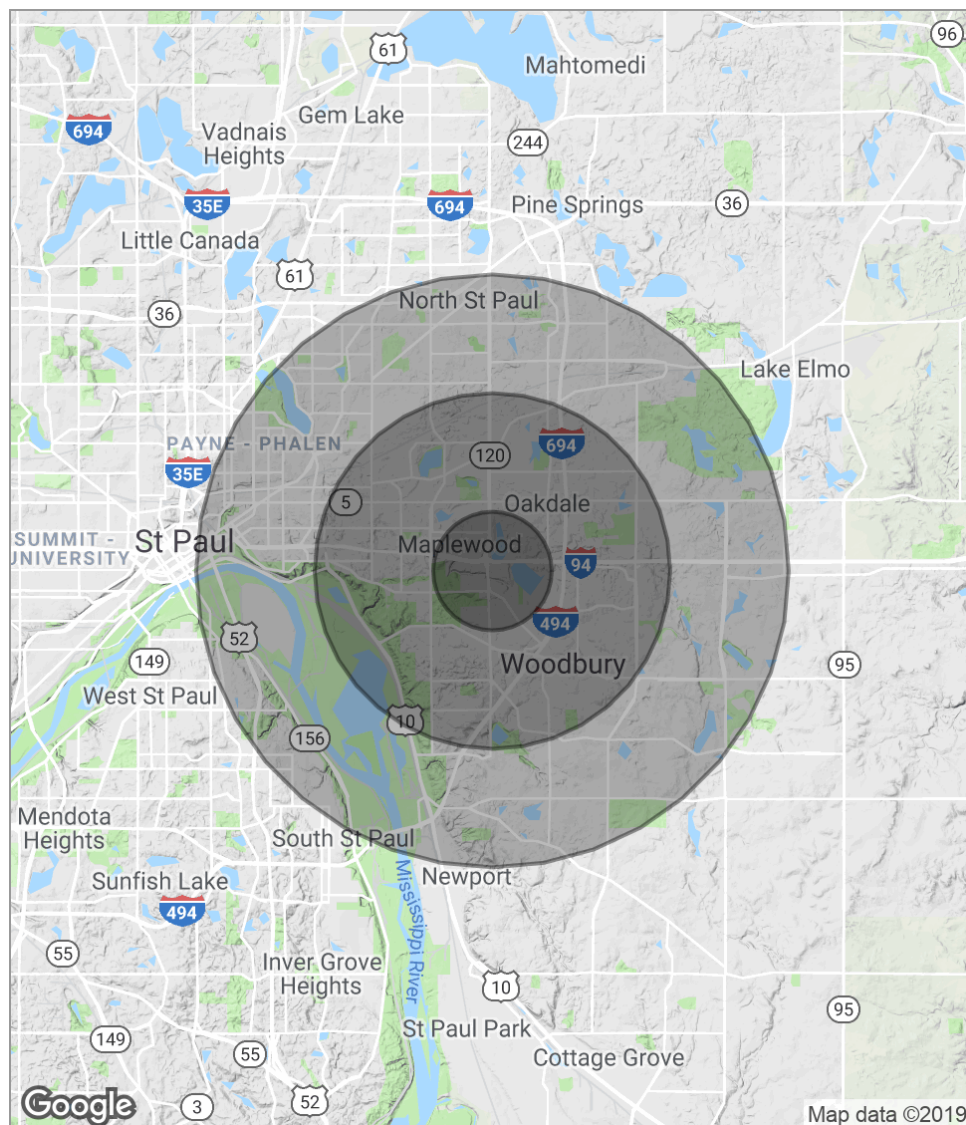 61
96
Mahtomedi
694
Gem Lake
Vadnais
Heights
244
35E
694
Pine Springs
36
Little Canada
61
North St Paul
36
Lake Elmo
PAYNE - PHALEN
694
120
35E
5
Oakdale
SUMMIT -
UNIVERSITY
St Paul
Maplewood
94
494
52
149
Woodbury
95
West St Paul
10
156
Mendota
Heights
South St Paul
Newport
Sunfish Lake
494
Mississippi River
55
Inver Grove
Heights
10
95
St Paul Park
149
55
Cottage Grove
Google
3
52
Map data ©2019